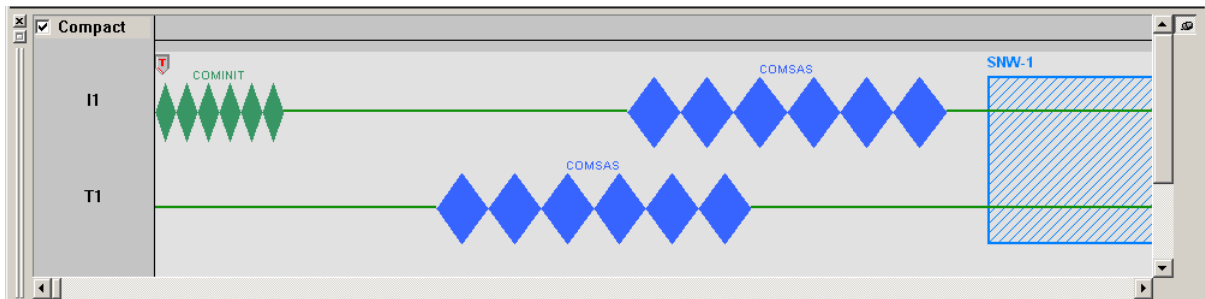 Compact
T
COMINIT
COMSAS
SNW-1
I1
COMSAS
T1